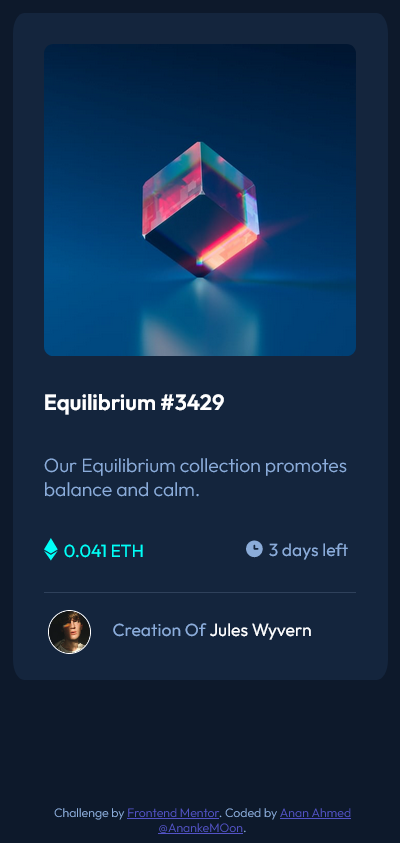 Equilibrium #3429
Our Equilibrium collection promotes
balance and calm.
0.041 ETH
3 days left
Creation Of Jules Wyvern
Challenge by Frontend Mentor. Coded by Anan Ahmed
@AnankeMOon.